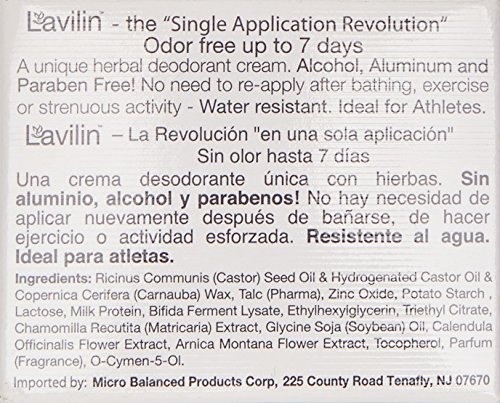 Lavilin™ - the “Single Application Revolution”
Odor free up to 7 days
A unique herbal deodorant cream. Alcohol, Aluminum and
Paraben Free! No need to re-apply after bathing, exercise
or strenuous activity - Water resistant. Ideal for Athletes.
Lavilin™ – La Revolución "en una sola aplicación"
Sin olor hasta 7 días
Una crema desodorante única con hierbas. Sin
aluminio, alcohol y parabenos! No hay necesidad de
aplicar nuevamente después de bañarse, de hacer
ejercicio o actividad esforzada. Resistente al agua.
Ideal para atletas.
Ingredients: Ricinus Communis (Castor) Seed Oil & Hydrogenated Castor Oil &
Copernica Cerifera (Carnauba) Wax, Talc (Pharma), Zinc Oxide, Potato Starch ,
Lactose, Milk Protein, Bifida Ferment Lysate, Ethylhexyiglycerin, Triethyl Citrate,
Chamomilla Recutita (Matricaria) Extract, Glycine Soja (Soybean) Oil, Calendula
Officinalis Flower Extract, Arnica Montana Flower Extract, Tocopherol, Parfum
(Fragrance), O-Cymen-5-Ol.
Imported by: Micro Balanced Products Corp, 225 County Road Tenafly, NJ 07670